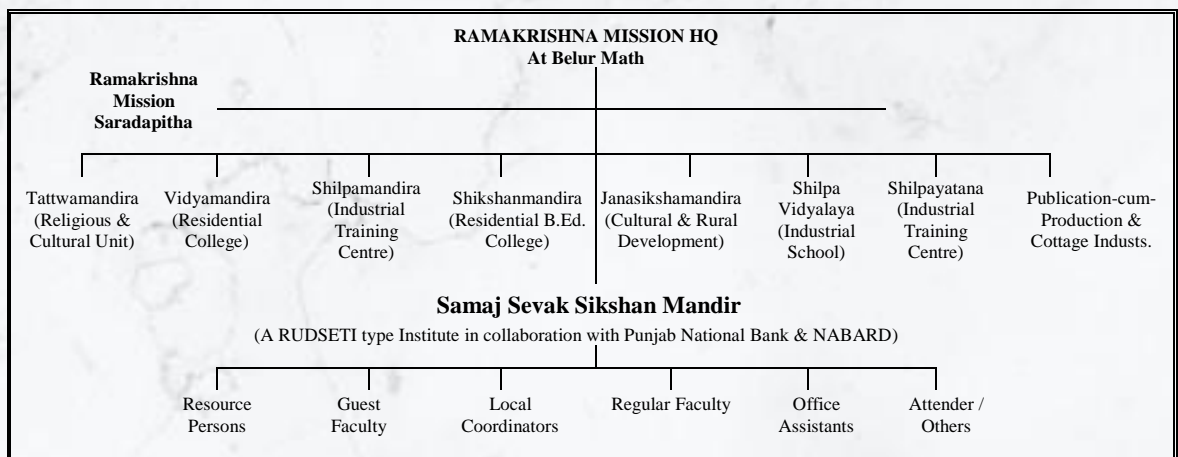 RAMAKRISHNA MISSION HQ
At Belur Math
Ramakrishna
Mission
Saradapitha
Tattwamandira
(Religious &
Cultural Unit)
Vidyamandira
(Residential
College)
Shilpamandira
(Industrial
Training
Centre)
Shikshanmandira
(Residential B.Ed.
College)
Janasikshamandira
(Cultural & Rural
Development)
Shilpa
Vidyalaya
(Industrial
School)
Shilpayatana
(Industrial
Training
Centre)
Publication-cum-
Production &
Cottage Industs.
Samaj Sevak Sikshan Mandir
(A RUDSETI type Institute in collaboration with Punjab National Bank & NABARD)
Resource
Persons
Guest
Faculty
Local
Coordinators
Regular Faculty
Office
Assistants
Attender /
Others